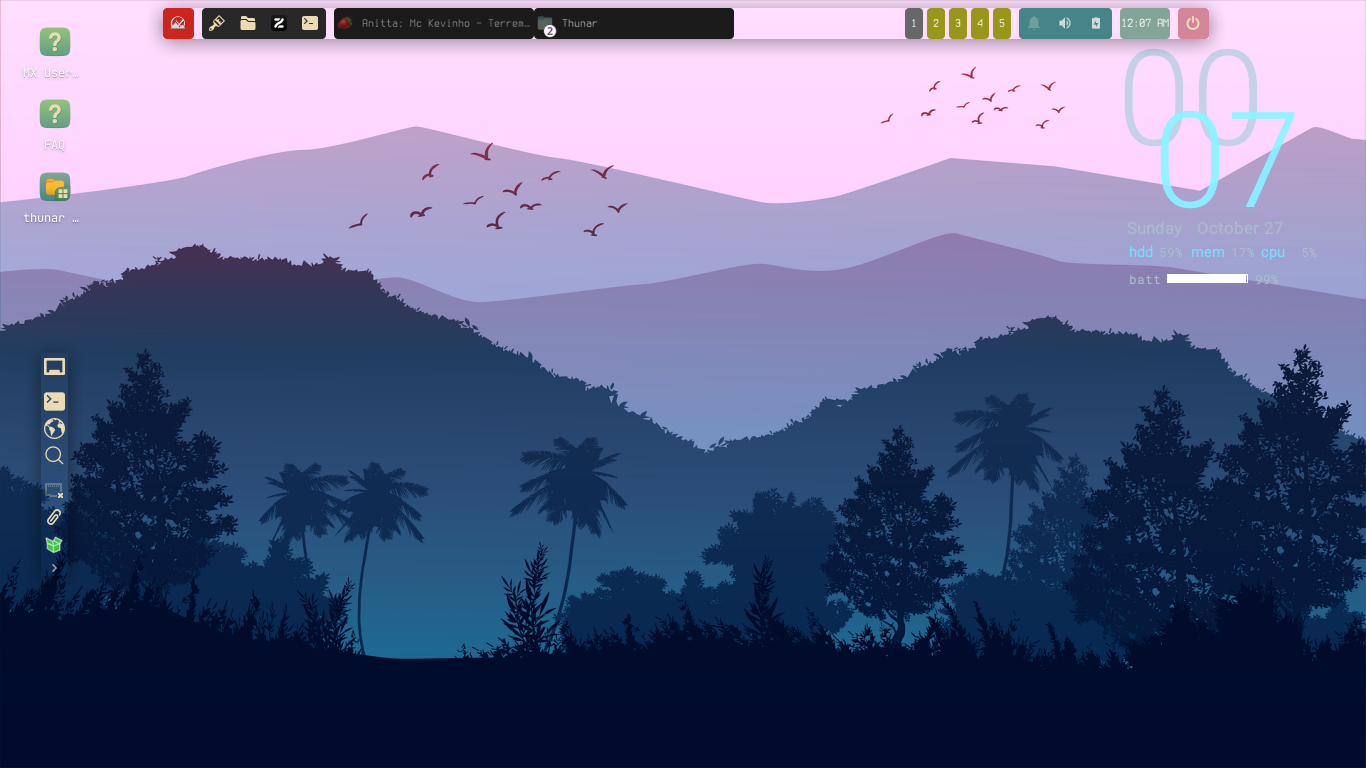 Anitta; Mc Kevinho - Terrem…
2
Thunar
1 2 3 4 5
12:07 AM
MX User…
FAQ
thunar …
00
07
Sunday October 27
hdd 59% mem 17% cpu 5%
batt 99%